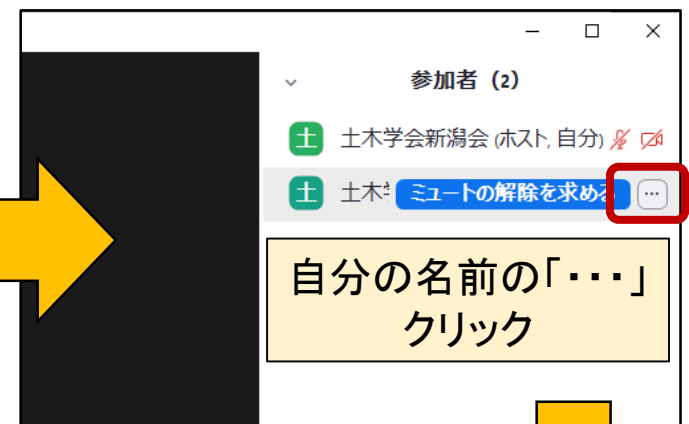 参加者 (2)
土 土木学会新潟会 (ホスト, 自分)
土 土木 ミュートの解除を求め
自分の名前の「・・・」
クリック